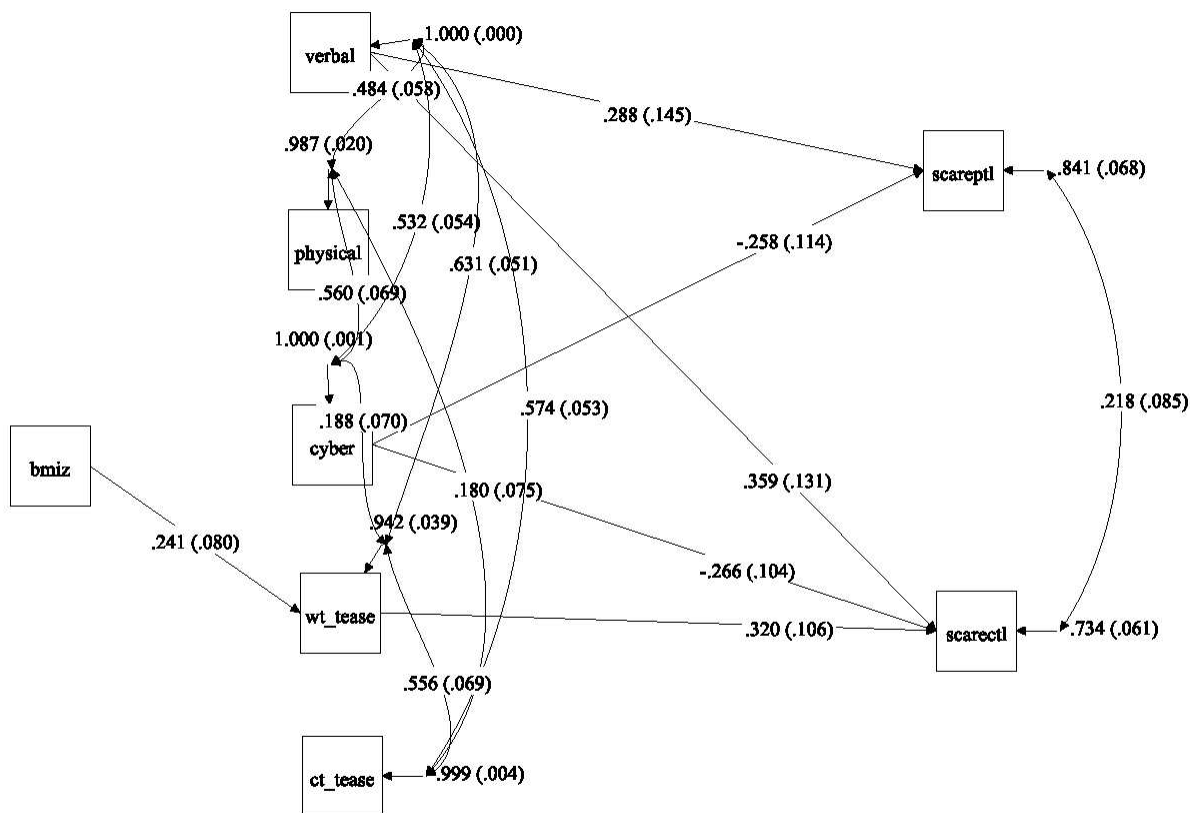 1.000 (.000)
verbal
.484 (.058)
.288 (.145)
.987 (.020)
scareptl
.841 (.068)
.532 (.054)
-.258 (.114)
physical
.631 (.051)
.560 (.069)
1.000 (.001)
.218 (.085)
.574 (.053)
.188 (.070)
cyber
bmiz
.359 (.131)
.180 (.075)
.942 (.039)
.241 (.080)
-.266 (.104)
wt_tease
.320 (.106)
scarectl
.734 (.061)
.556 (.069)
ct_tease
.999 (.004)